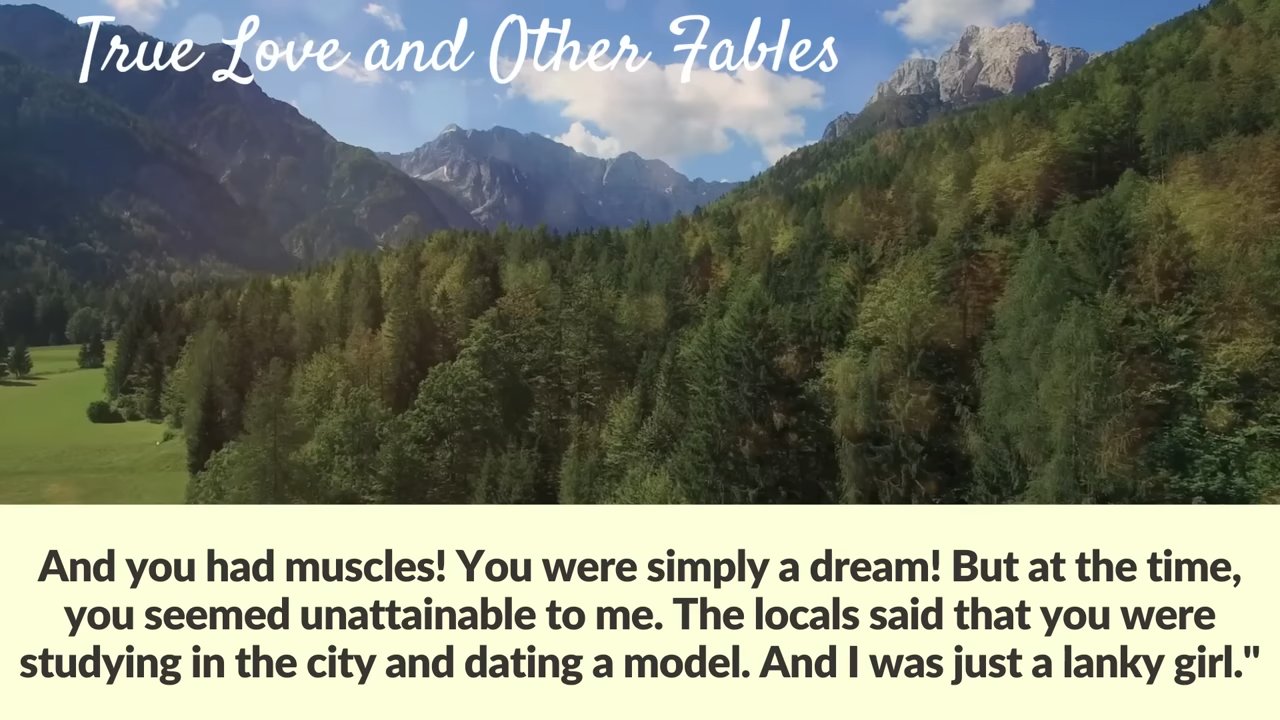 True Love and Other Fables
And you had muscles! You were simply a dream! But at the time,
you seemed unattainable to me. The locals said that you were
studying in the city and dating a model. And I was just a lanky girl."